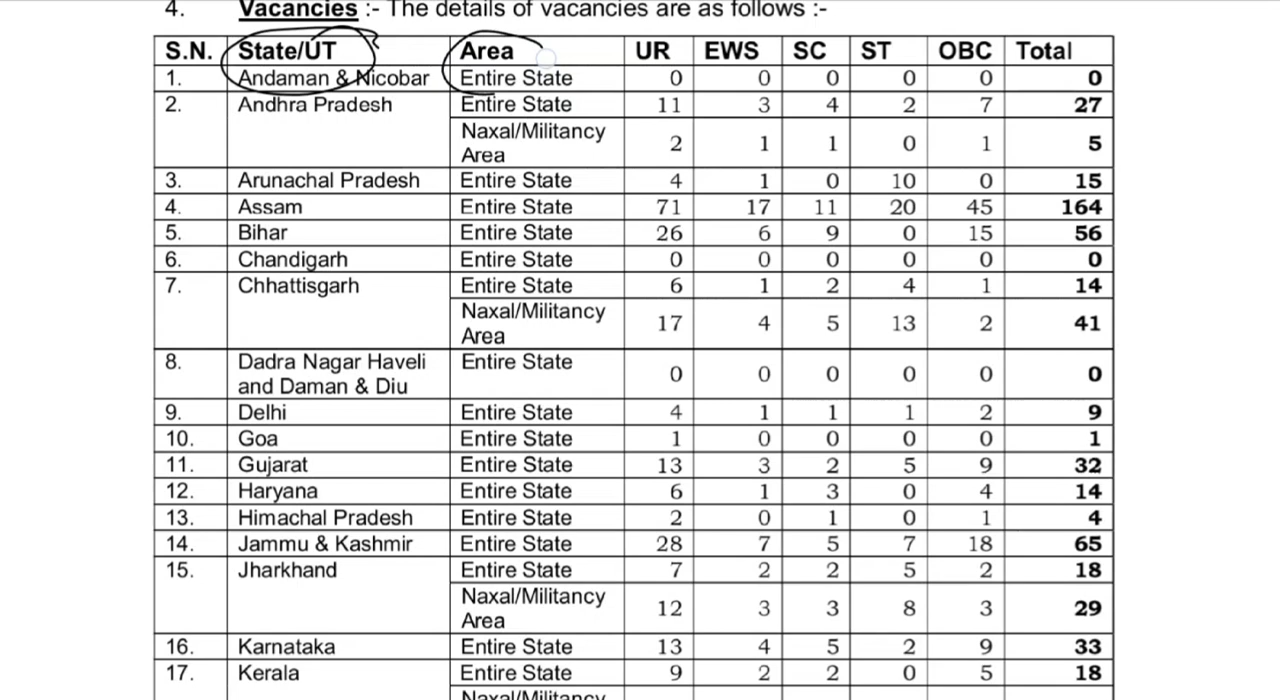 4. Vacancies :- The details of vacancies are as follows :-
S.N. State/UT Area UR EWS SC ST OBC Total
1. Andaman & Nicobar Entire State 0 0 0 0 0 0
2. Andhra Pradesh Entire State 11 3 4 2 7 27
Naxal/Militancy
Area 2 1 1 0 1 5
3. Arunachal Pradesh Entire State 4 1 0 10 0 15
4. Assam Entire State 71 17 11 20 45 164
5. Bihar Entire State 26 6 9 0 15 56
6. Chandigarh Entire State 0 0 0 0 0 0
7. Chhattisgarh Entire State 6 1 2 4 1 14
Naxal/Militancy
Area 17 4 5 13 2 41
8. Dadra Nagar Haveli Entire State
and Daman & Diu 0 0 0 0 0 0
9. Delhi Entire State 4 1 1 1 2 9
10. Goa Entire State 1 0 0 0 0 1
11. Gujarat Entire State 13 3 2 5 9 32
12. Haryana Entire State 6 1 3 0 4 14
13. Himachal Pradesh Entire State 2 0 1 0 1 4
14. Jammu & Kashmir Entire State 28 7 5 7 18 65
15. Jharkhand Entire State 7 2 2 5 2 18
Naxal/Militancy
Area 12 3 3 8 3 29
16. Karnataka Entire State 13 4 5 2 9 33
17. Kerala Entire State 9 2 2 0 5 18
Naxal/Militancy